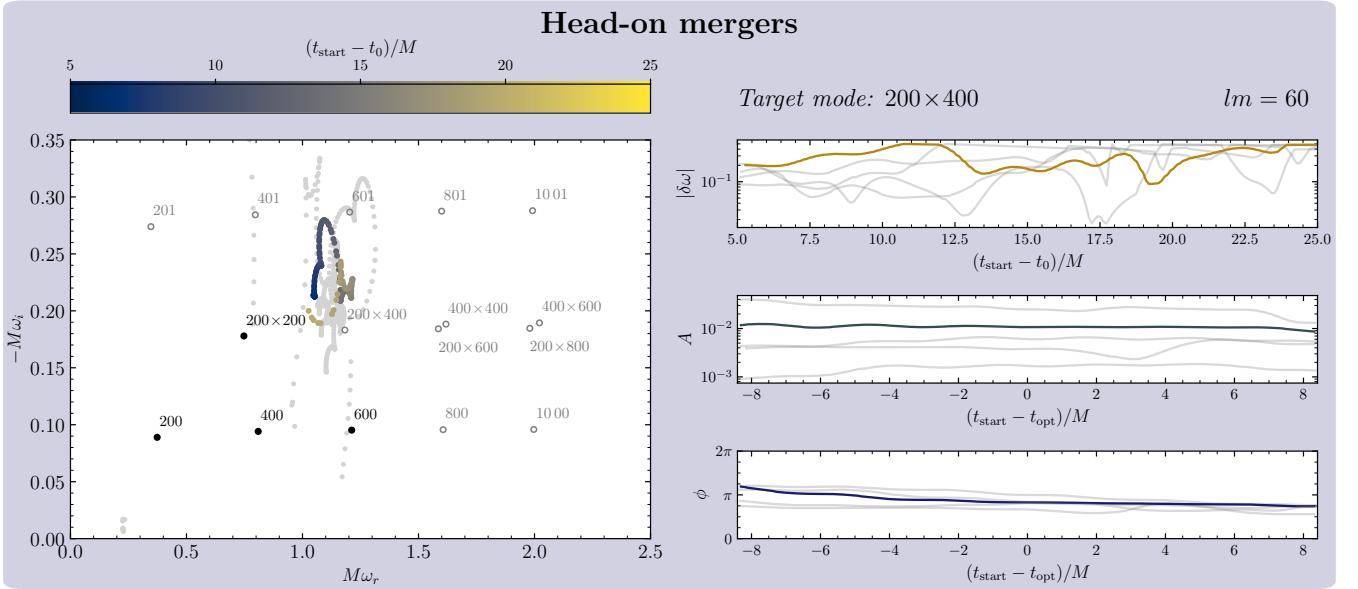 Head-on mergers
(t_start − t_0)/M
5 10 15 20 25
Target mode: 200×400 lm = 60
0.35
0.30
0.25
0.20
0.15
0.10
0.05
0.00
−Mω_i
201 401 601 801 10 01
200×200 200×400 400×400 400×600
200×600 200×800
200 400 600 800 10 00
0.0 0.5 1.0 1.5 2.0 2.5
Mω_r
|δω|
10^{−1}
5.0 7.5 10.0 12.5 15.0 17.5 20.0 22.5 25.0
(t_start − t_0)/M
A
10^{−2}
10^{−3}
−8 −6 −4 −2 0 2 4 6 8
(t_start − t_opt)/M
ϕ
2π
π
0
−8 −6 −4 −2 0 2 4 6 8
(t_start − t_opt)/M